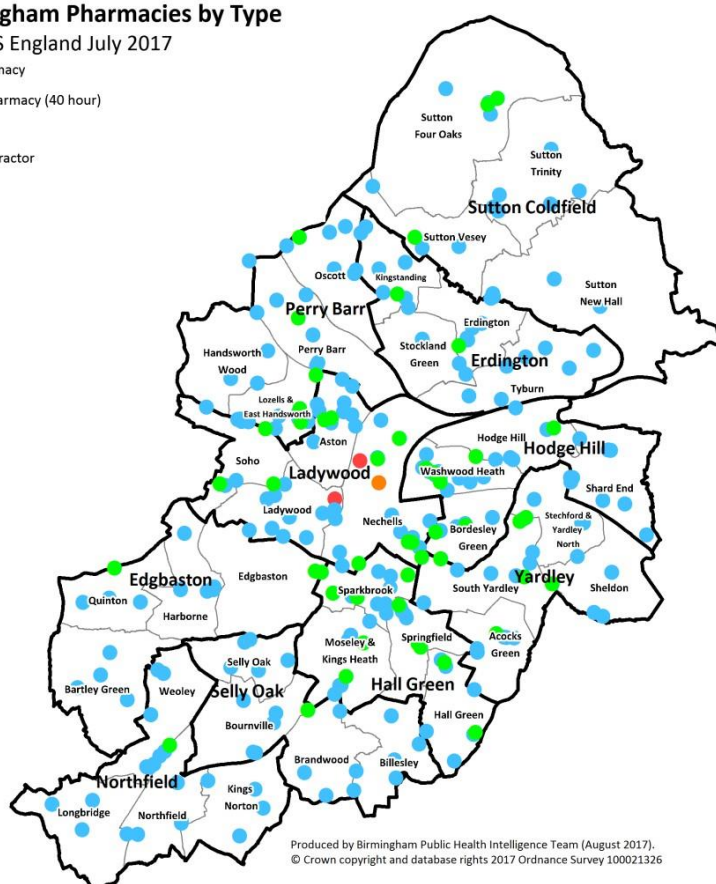 gham Pharmacies by Type
S England July 2017
macy
armacy (40 hour)
ractor
Sutton
Four Oaks
Sutton
Trinity
Sutton Coldfield
Sutton Vesey
Oscott
Kingstanding
Sutton
New Hall
Perry Barr
Erdington
Handsworth
Wood
Perry Barr
Stockland
Green
Erdington
Tyburn
Lozells &
East Handsworth
Aston
Hodge Hill
Hodge Hill
Soho
Ladywood
Washwood Heath
Shard End
Ladywood
Nechells
Bordesley
Green
Stechford &
Yardley
North
Edgbaston
Edgbaston
Sparkbrook
South Yardley
Yardley
Sheldon
Quinton
Harborne
Moseley &
Kings Heath
Springfield
Acocks
Green
Selly Oak
Bartley Green
Weoley
Selly Oak
Hall Green
Bournville
Hall Green
Brandwood
Billesley
Northfield
Kings
Norton
Longbridge
Northfield
Produced by Birmingham Public Health Intelligence Team (August 2017).
© Crown copyright and database rights 2017 Ordnance Survey 100021326